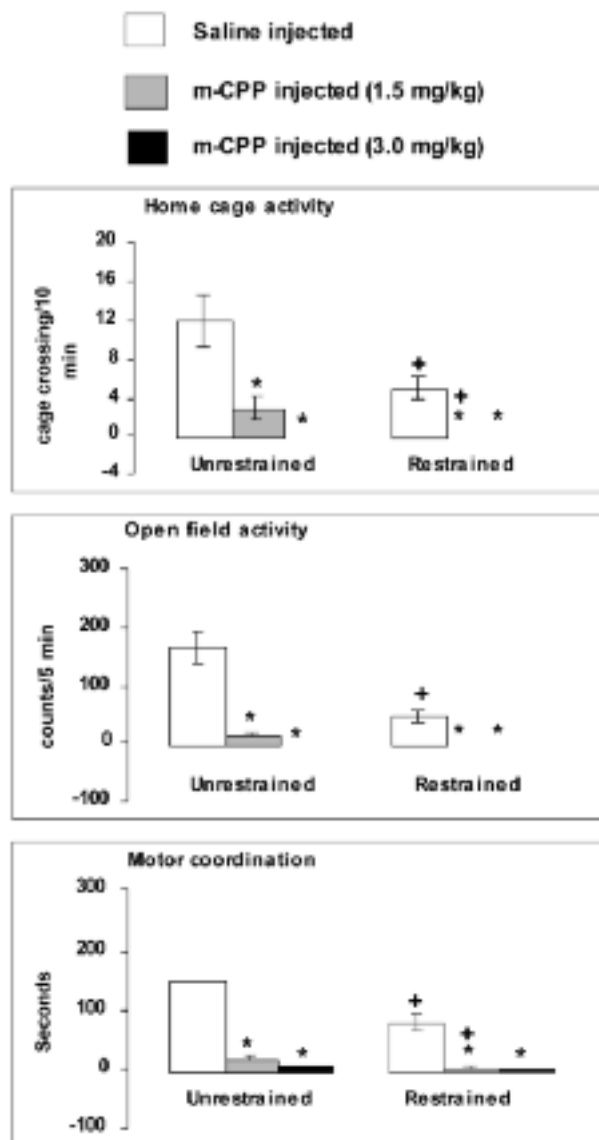 Saline injected
m-CPP injected (1.5 mg/kg)
m-CPP injected (3.0 mg/kg)
Home cage activity
cage crossing/10
min
20
16
12
8
4
0
-4
*
*
+
+
* *
Unrestrained Restrained
Open field activity
counts/5 min
300
200
100
0
-100
*
*
+
* *
Unrestrained Restrained
Motor coordination
Seconds
300
200
100
0
-100
*
*
+
+
*
*
Unrestrained Restrained